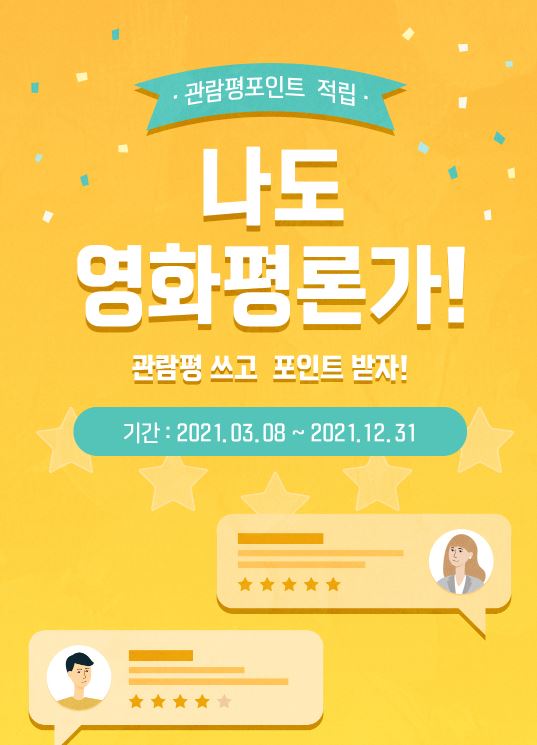 · 관람평포인트 적립 ·
나도
영화평론가!
관람평 쓰고 포인트 받자!
기간 : 2021.03.08 ~ 2021.12.31